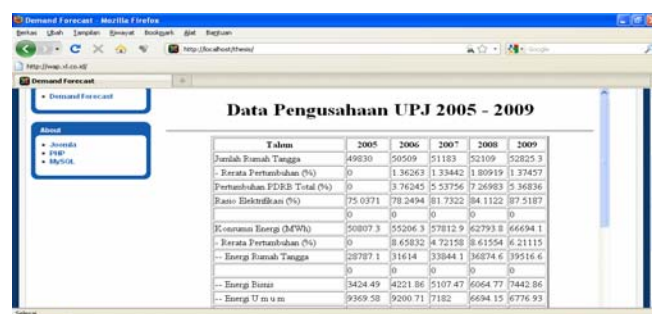 Demand Forecast - Mozilla Firefox
Berkas Ubah Tampilan Riwayat Bookmark Alat Bantuan
http://localhost/thesis/
Google
http://wap.xl.co.id/
Demand Forecast
Demand Forecast
Data Pengusahaan UPJ 2005 - 2009
About
Joomla
PHP
MySQL
Tahun 2005 2006 2007 2008 2009
Jumlah Rumah Tangga 49830 50509 51183 52109 52825.3
- Rerata Pertumbuhan (%) 0 1.36263 1.33442 1.80919 1.37457
Pertumbuhan PDRB Total (%) 0 3.76245 5.53756 7.26983 5.36836
Rasio Elektrifikasi (%) 75.0371 78.2494 81.7322 84.1122 87.5187
0 0 0 0 0
Konsumsi Energi (MWh) 50807.3 55206.3 57812.9 62793.8 66694.1
- Rerata Pertumbuhan (%) 0 8.65832 4.72158 8.61554 6.21115
-- Energi Rumah Tangga 28787.1 31614 33844.1 36874.6 39516.6
0 0 0 0 0
-- Energi Bisnis 3424.49 4221.86 5107.47 6064.77 7442.86
-- Energi U m u m 9369.58 9200.71 7182 6694.15 6776.93
Selesai